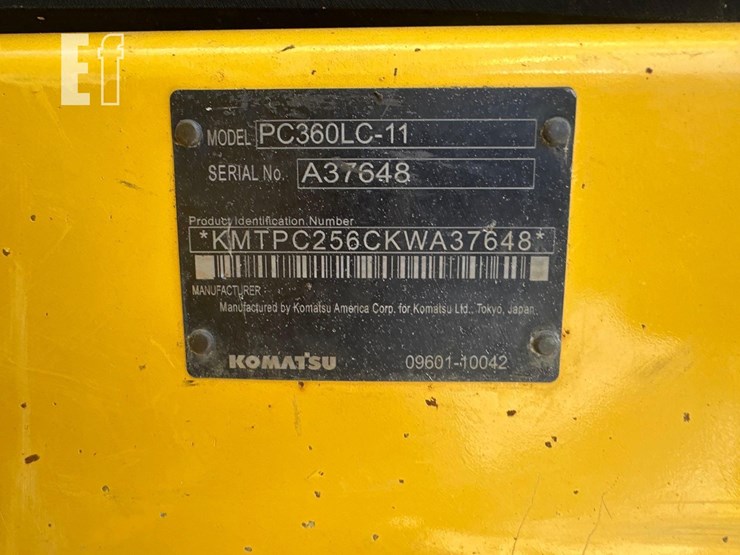 Ef
MODEL PC360LC-11
SERIAL No. A37648
Product Identification Number
*KMTPC256CKWA37648*
MANUFACTURER
Manufactured by Komatsu America Corp. for Komatsu Ltd., Tokyo, Japan.
KOMATSU 09601-10042